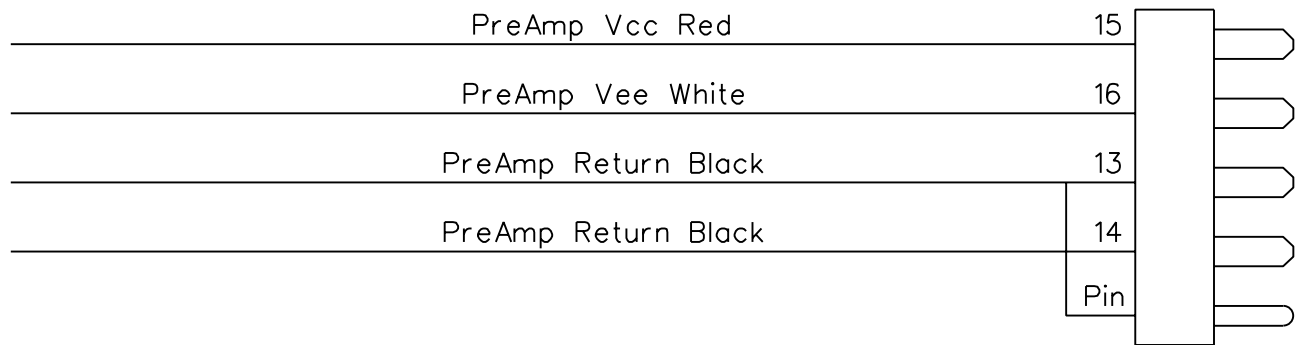 PreAmp Vcc Red 15
PreAmp Vee White 16
PreAmp Return Black 13
PreAmp Return Black 14
Pin